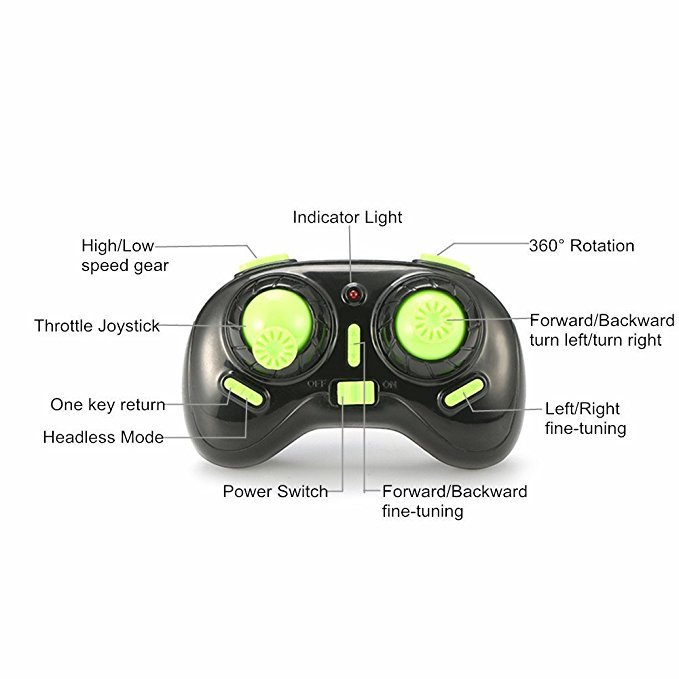 Indicator Light
High/Low
speed gear
360° Rotation
Throttle Joystick
Forward/Backward
turn left/turn right
OFF
ON
One key return
Headless Mode
Left/Right
fine-tuning
Power Switch
Forward/Backward
fine-tuning